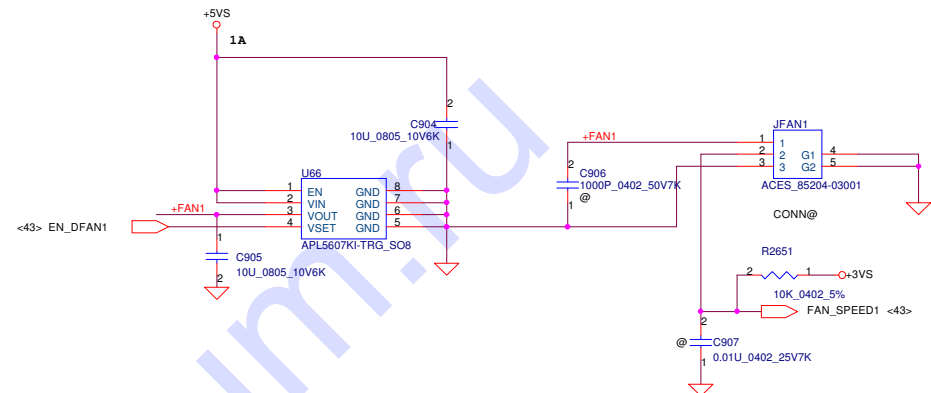 +5VS
1A
2
C904
10U_0805_10V6K
1
U66
1 EN GND 8
2 VIN GND 7
3 VOUT GND 6
4 VSET GND 5
APL5607KI-TRG_SO8
+FAN1
<43> EN_DFAN1
1
C905
10U_0805_10V6K
2
+FAN1
2
C906
1000P_0402_50V7K
@
1
JFAN1
1 1
2 2 G1 4
3 3 G2 5
ACES_85204-03001
CONN@
R2651
2 1 +3VS
10K_0402_5%
FAN_SPEED1 <43>
2
@ C907
0.01U_0402_25V7K
1